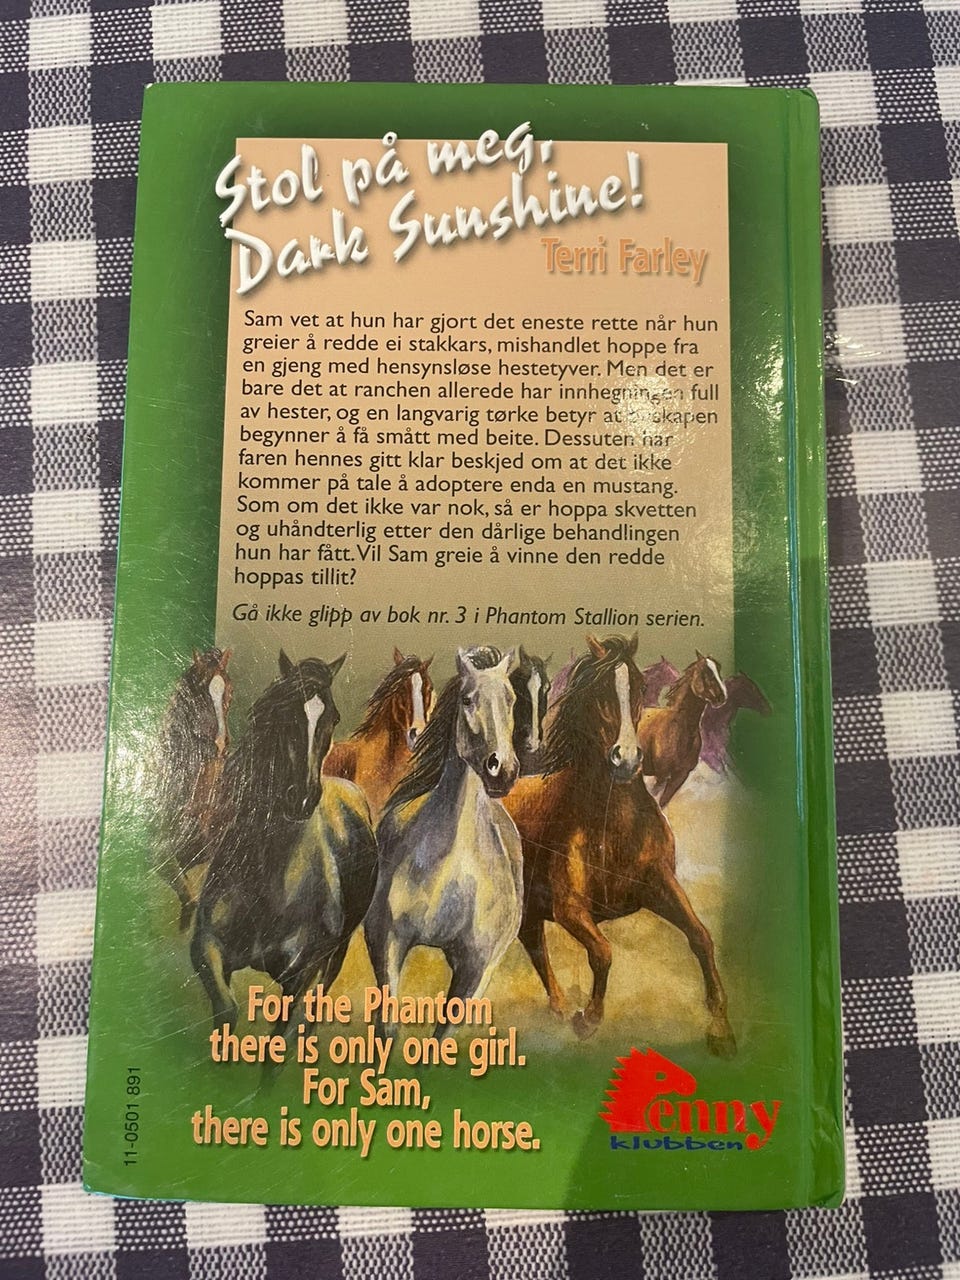 Stol på meg,
Dark Sunshine!
Terri Farley
Sam vet at hun har gjort det eneste rette når hun
greier å redde ei stakkars, mishandlet hoppe fra
en gjeng med hensynsløse hestetyver. Men det er
bare det at ranchen allerede har innhegningen full
av hester, og en langvarig tørke betyr at buskapen
begynner å få smått med beite. Dessuten har
faren hennes gitt klar beskjed om at det ikke
kommer på tale å adoptere enda en mustang.
Som om det ikke var nok, så er hoppa skvetten
og uhåndterlig etter den dårlige behandlingen
hun har fått. Vil Sam greie å vinne den redde
hoppas tillit?
Gå ikke glipp av bok nr. 3 i Phantom Stallion serien.
For the Phantom
there is only one girl.
For Sam,
there is only one horse.
Penny
klubben
11-0501 891